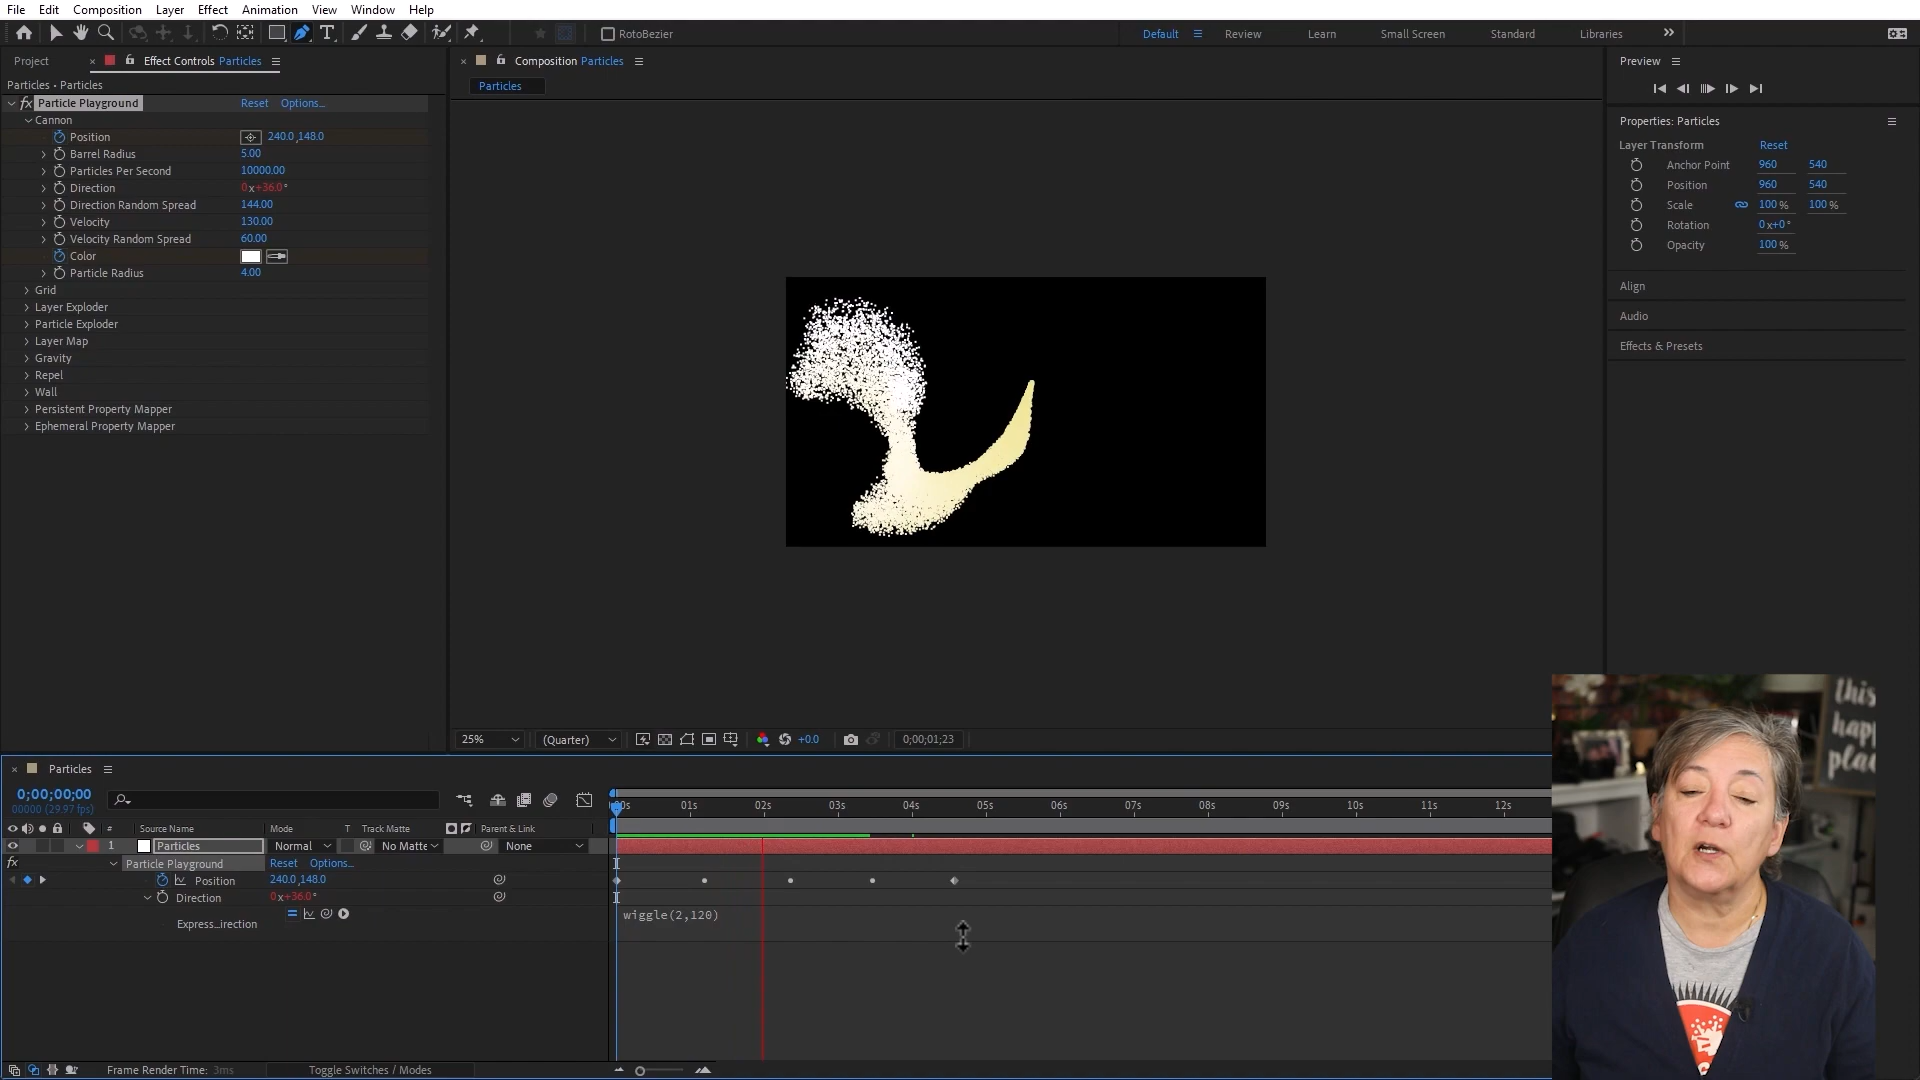 File Edit Composition Layer Effect Animation View Window Help
RotoBezier
Default Review Learn Small Screen Standard Libraries
Project Effect Controls Particles
Particles • Particles
Particle Playground Reset Options...
Cannon
Position 240.0,148.0
Barrel Radius 5.00
Particles Per Second 10000.00
Direction 0x+36.0°
Direction Random Spread 144.00
Velocity 130.00
Velocity Random Spread 60.00
Color
Particle Radius 4.00
Grid
Layer Exploder
Particle Exploder
Layer Map
Gravity
Repel
Wall
Persistent Property Mapper
Ephemeral Property Mapper
Composition Particles
Particles
25% (Quarter) +0.0 0;00;01;23
Preview
Properties: Particles
Layer Transform Reset
Anchor Point 960 540
Position 960 540
Scale 100 % 100 %
Rotation 0x+0°
Opacity 100 %
Align
Audio
Effects & Presets
Particles
0;00;00;00
00000 (29.97 fps)
:00s 01s 02s 03s 04s 05s 06s 07s 08s 09s 10s 11s 12s
# Source Name Mode T Track Matte Parent & Link
1 Particles Normal No Matte None
fx Particle Playground Reset Options...
Position 240.0,148.0
Direction 0x+36.0°
Express...irection
wiggle(2,120)
Frame Render Time: 3ms Toggle Switches / Modes
this